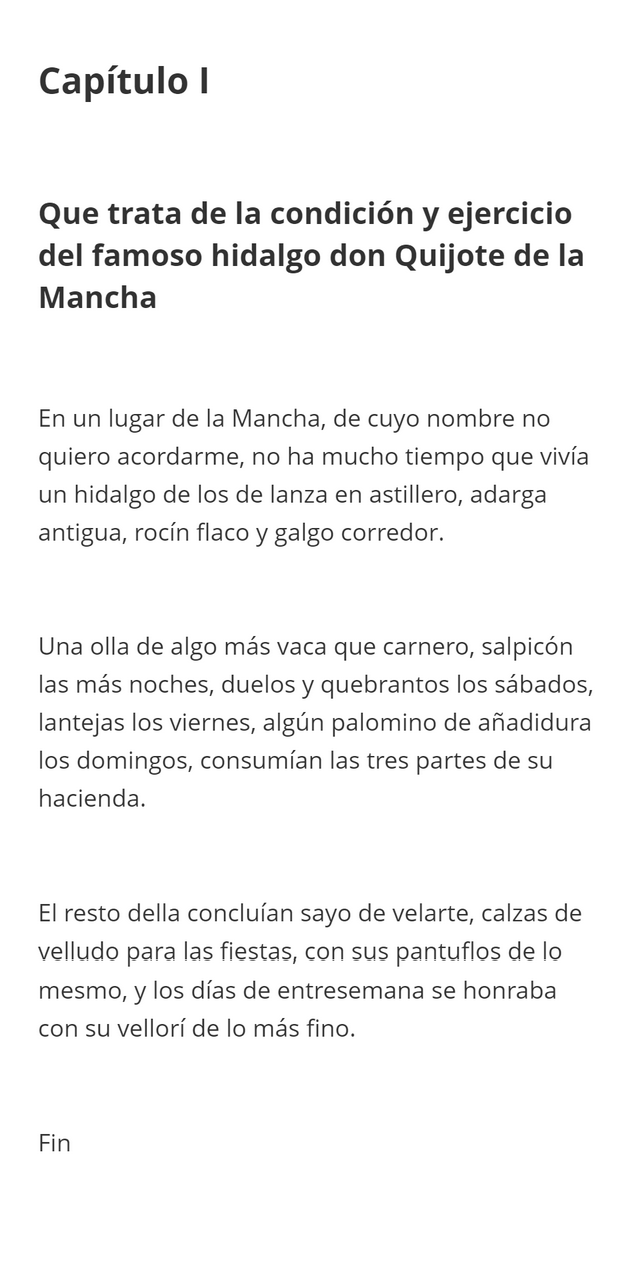 Capítulo I
Que trata de la condición y ejercicio
del famoso hidalgo don Quijote de la
Mancha
En un lugar de la Mancha, de cuyo nombre no
quiero acordarme, no ha mucho tiempo que vivía
un hidalgo de los de lanza en astillero, adarga
antigua, rocín flaco y galgo corredor.
Una olla de algo más vaca que carnero, salpicón
las más noches, duelos y quebrantos los sábados,
lantejas los viernes, algún palomino de añadidura
los domingos, consumían las tres partes de su
hacienda.
El resto della concluían sayo de velarte, calzas de
velludo para las fiestas, con sus pantuflos de lo
mesmo, y los días de entresemana se honraba
con su vellorí de lo más fino.
Fin